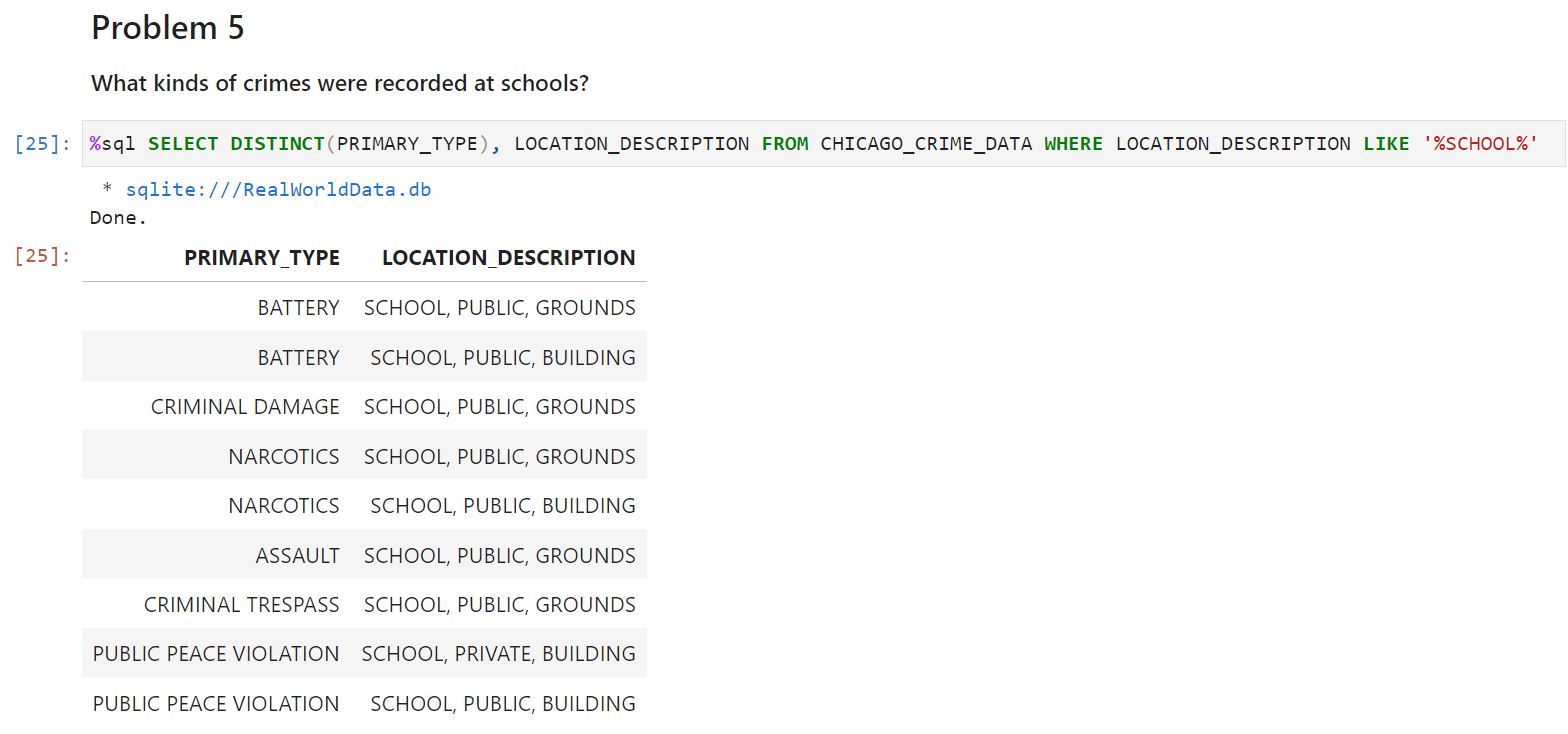 Problem 5
What kinds of crimes were recorded at schools?
[25]: %sql SELECT DISTINCT(PRIMARY_TYPE), LOCATION_DESCRIPTION FROM CHICAGO_CRIME_DATA WHERE LOCATION_DESCRIPTION LIKE '%SCHOOL%'
* sqlite:///RealWorldData.db
Done.
[25]: PRIMARY_TYPE LOCATION_DESCRIPTION
BATTERY SCHOOL, PUBLIC, GROUNDS
BATTERY SCHOOL, PUBLIC, BUILDING
CRIMINAL DAMAGE SCHOOL, PUBLIC, GROUNDS
NARCOTICS SCHOOL, PUBLIC, GROUNDS
NARCOTICS SCHOOL, PUBLIC, BUILDING
ASSAULT SCHOOL, PUBLIC, GROUNDS
CRIMINAL TRESPASS SCHOOL, PUBLIC, GROUNDS
PUBLIC PEACE VIOLATION SCHOOL, PRIVATE, BUILDING
PUBLIC PEACE VIOLATION SCHOOL, PUBLIC, BUILDING